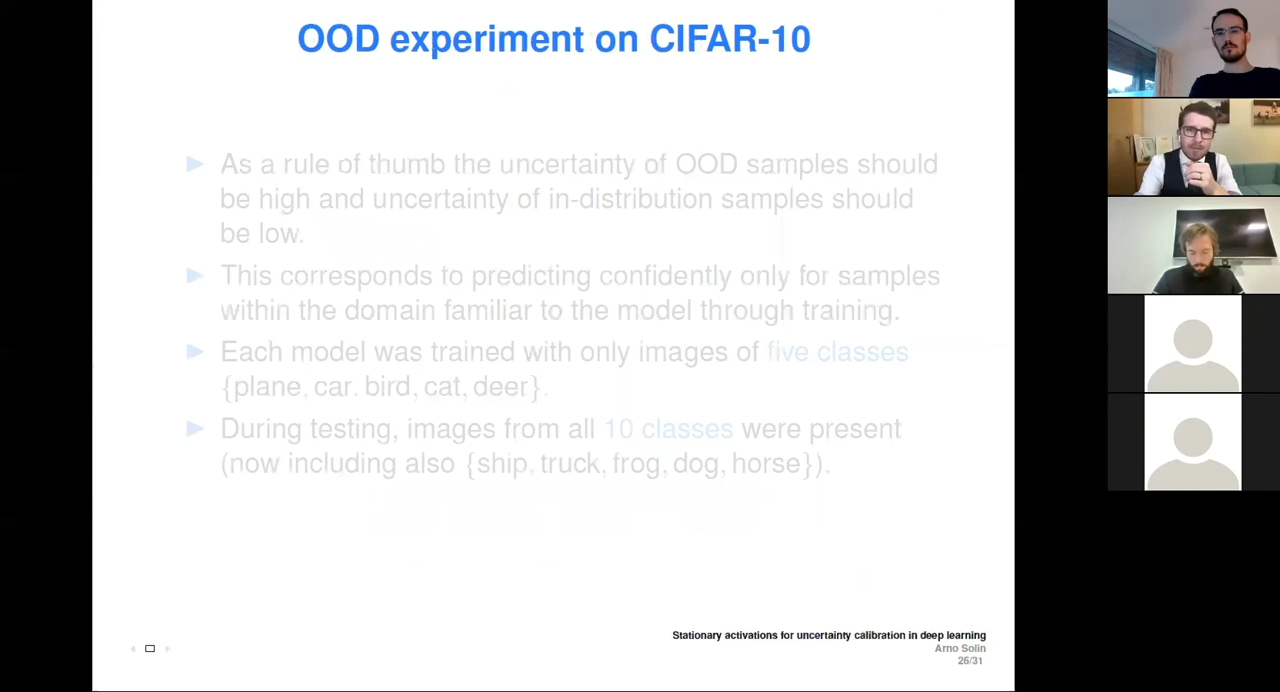 OOD experiment on CIFAR-10
► As a rule of thumb the uncertainty of OOD samples should
be high and uncertainty of in-distribution samples should
be low.
► This corresponds to predicting confidently only for samples
within the domain familiar to the model through training.
► Each model was trained with only images of five classes
{plane, car. bird, cat, deer}.
► During testing, images from all 10 classes were present
(now including also {ship, truck, frog, dog, horse}).
Stationary activations for uncertainty calibration in deep learning
Arno Solin
26/31